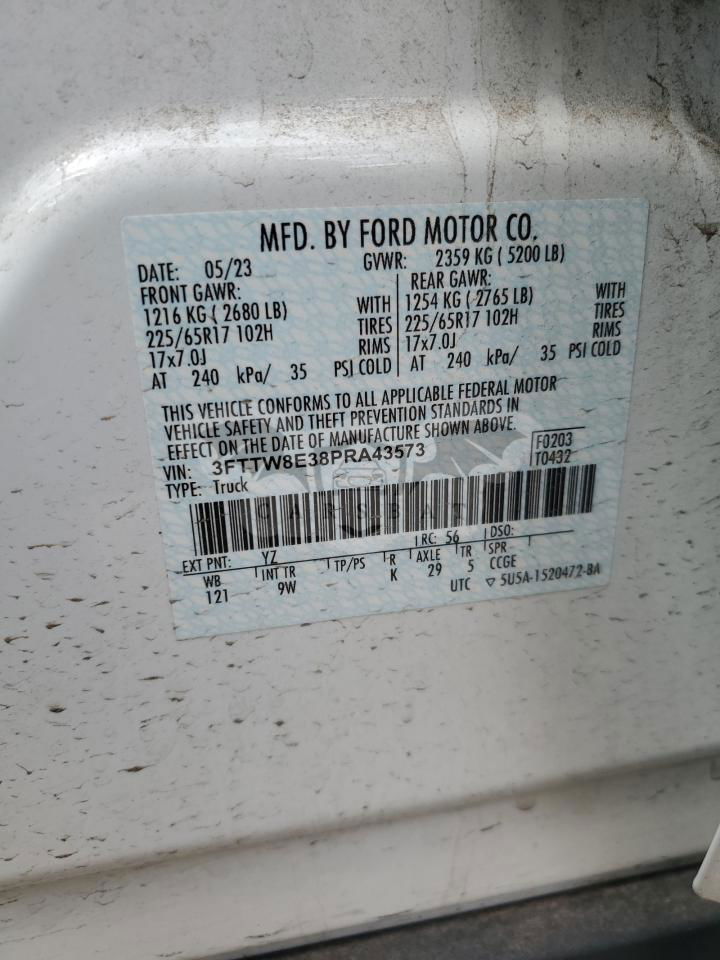 MFD. BY FORD MOTOR CO.
DATE: 05/23 GVWR: 2359 KG ( 5200 LB)
FRONT GAWR: REAR GAWR:
1216 KG ( 2680 LB) WITH 1254 KG ( 2765 LB) WITH
225/65R17 102H TIRES 225/65R17 102H TIRES
17x7.0J RIMS 17x7.0J RIMS
AT 240 kPa/ 35 PSI COLD AT 240 kPa/ 35 PSI COLD
THIS VEHICLE CONFORMS TO ALL APPLICABLE FEDERAL MOTOR
VEHICLE SAFETY AND THEFT PREVENTION STANDARDS IN
EFFECT ON THE DATE OF MANUFACTURE SHOWN ABOVE.
VIN: 3FTTW8E38PRA43573 F0203
TYPE: Truck T0432
CARSBAT
EXT PNT: YZ RC: 56 DSO:
WB INT TR TP/PS R AXLE TR SPR
121 9W K 29 5 CCGE
UTC ▽ 5U5A-1520472-BA